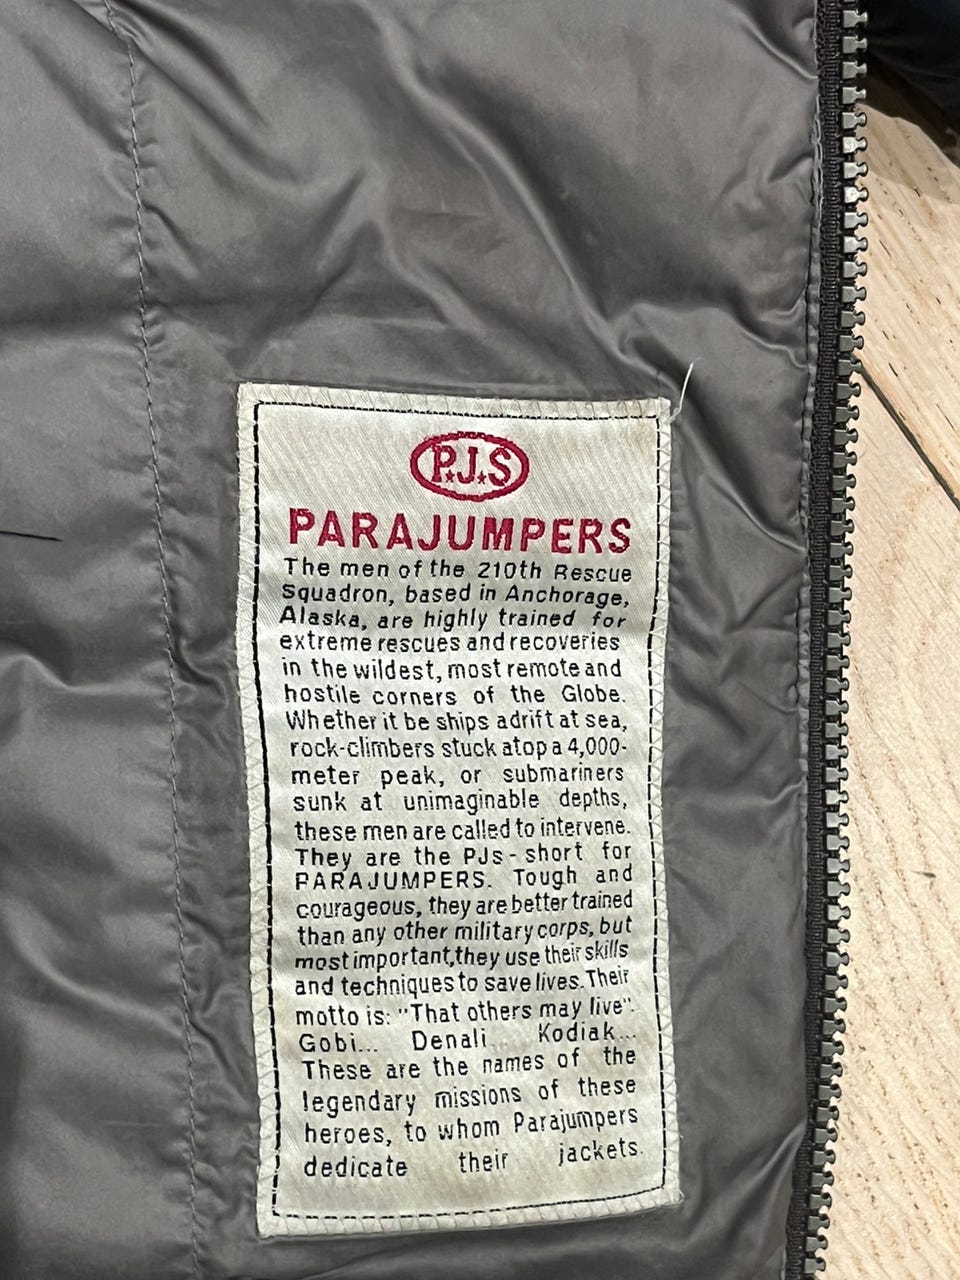 P.J.S
PARAJUMPERS
The men of the 210th Rescue
Squadron, based in Anchorage,
Alaska, are highly trained for
extreme rescues and recoveries
in the wildest, most remote and
hostile corners of the Globe.
Whether it be ships adrift at sea,
rock-climbers stuck atop a 4,000-
meter peak, or submariners
sunk at unimaginable depths,
these men are called to intervene.
They are the PJs - short for
PARAJUMPERS. Tough and
courageous, they are better trained
than any other military corps, but
most important,they use their skills
and techniques to save lives.Their
motto is: "That others may live".
Gobi... Denali... Kodiak...
These are the names of the
legendary missions of these
heroes, to whom Parajumpers
dedicate their jackets.